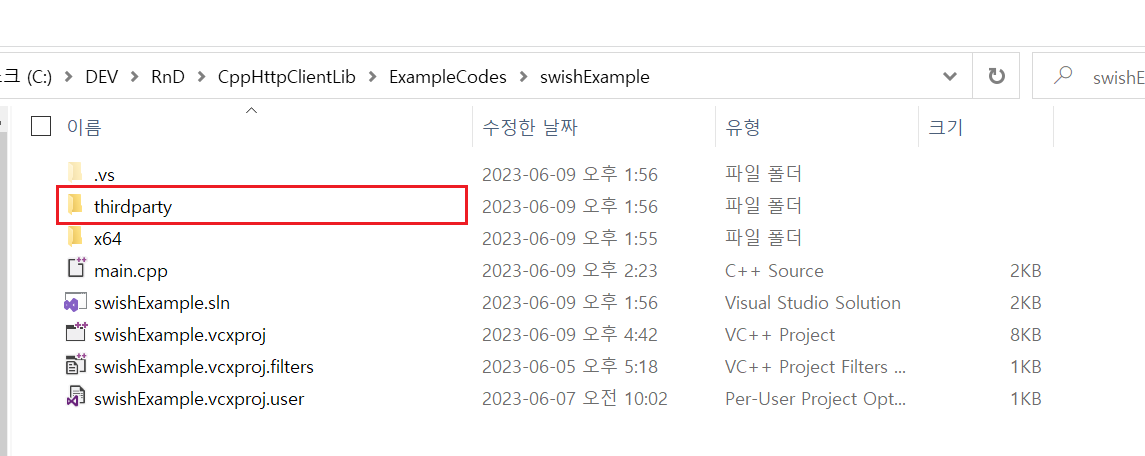 크 (C:) > DEV > RnD > CppHttpClientLib > ExampleCodes > swishExample swishE
이름 수정한 날짜 유형 크기
.vs 2023-06-09 오후 1:56 파일 폴더
thirdparty 2023-06-09 오후 1:56 파일 폴더
x64 2023-06-09 오후 1:55 파일 폴더
main.cpp 2023-06-09 오후 2:23 C++ Source 2KB
swishExample.sln 2023-06-09 오후 1:56 Visual Studio Solution 2KB
swishExample.vcxproj 2023-06-09 오후 4:42 VC++ Project 8KB
swishExample.vcxproj.filters 2023-06-05 오후 5:18 VC++ Project Filters ... 1KB
swishExample.vcxproj.user 2023-06-07 오전 10:02 Per-User Project Opt... 1KB